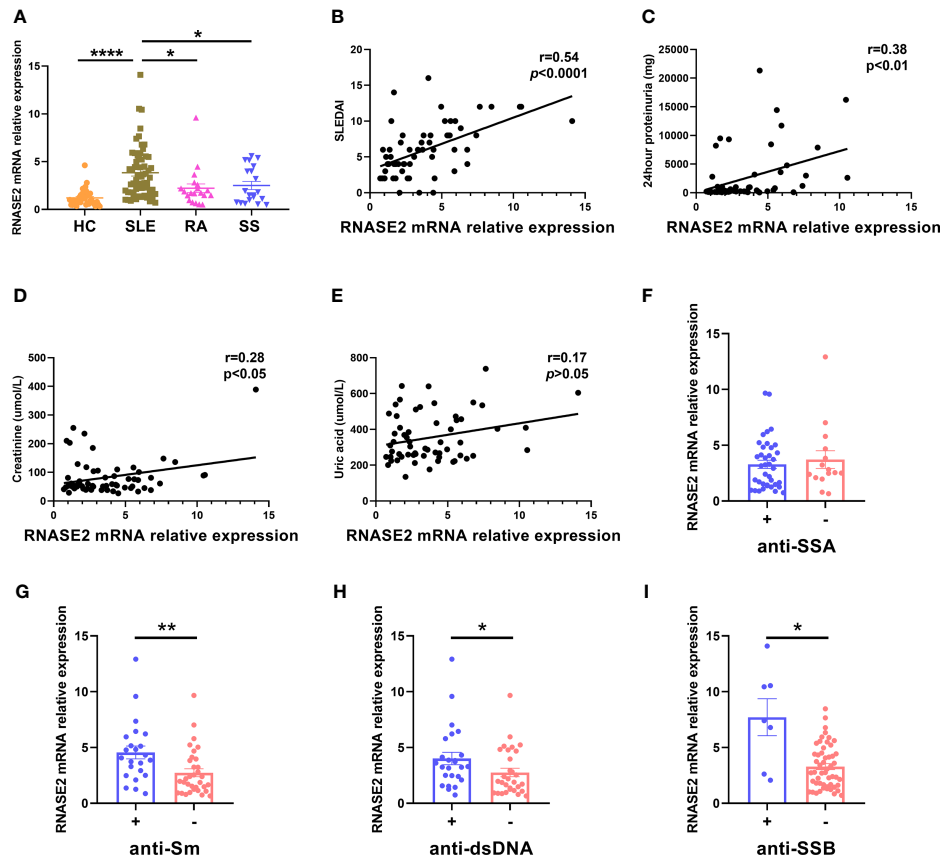 A
RNASE2 mRNA relative expression
15
10
5
0
****
*
*
HC SLE RA SS
B
SLEDAI
20
15
10
5
0
r=0.54
p<0.0001
0 5 10 15
RNASE2 mRNA relative expression
C
24hour proteinuria (mg)
25000
20000
15000
10000
5000
0
r=0.38
p<0.01
0 5 10 15
RNASE2 mRNA relative expression
D
Creatinine (umol/L)
500
400
300
200
100
0
r=0.28
p<0.05
0 5 10 15
RNASE2 mRNA relative expression
E
Uric acid (umol/L)
800
600
400
200
0
r=0.17
p>0.05
0 5 10 15
RNASE2 mRNA relative expression
F
RNASE2 mRNA relative expression
15
10
5
0
+ -
anti-SSA
G
RNASE2 mRNA relative expression
15
10
5
0
**
+ -
anti-Sm
H
RNASE2 mRNA relative expression
15
10
5
0
*
+ -
anti-dsDNA
I
RNASE2 mRNA relative expression
15
10
5
0
*
+ -
anti-SSB